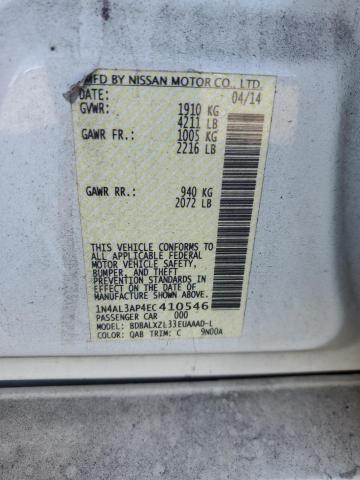 MFD BY NISSAN MOTOR CO., LTD.
DATE: 04/14
GVWR: 1910 KG
4211 LB
GAWR FR.: 1005 KG
2216 LB
GAWR RR.: 940 KG
2072 LB
THIS VEHICLE CONFORMS TO
ALL APPLICABLE FEDERAL
MOTOR VEHICLE SAFETY,
BUMPER, AND THEFT
PREVENTION STANDARDS
IN EFFECT ON THE DATE OF
MANUFACTURE SHOWN ABOVE.
1N4AL3AP4EC410546
PASSENGER CAR 000
MODEL: BDBALXZL33EUAAAD-L
COLOR: QAB TRIM: C 9N00A